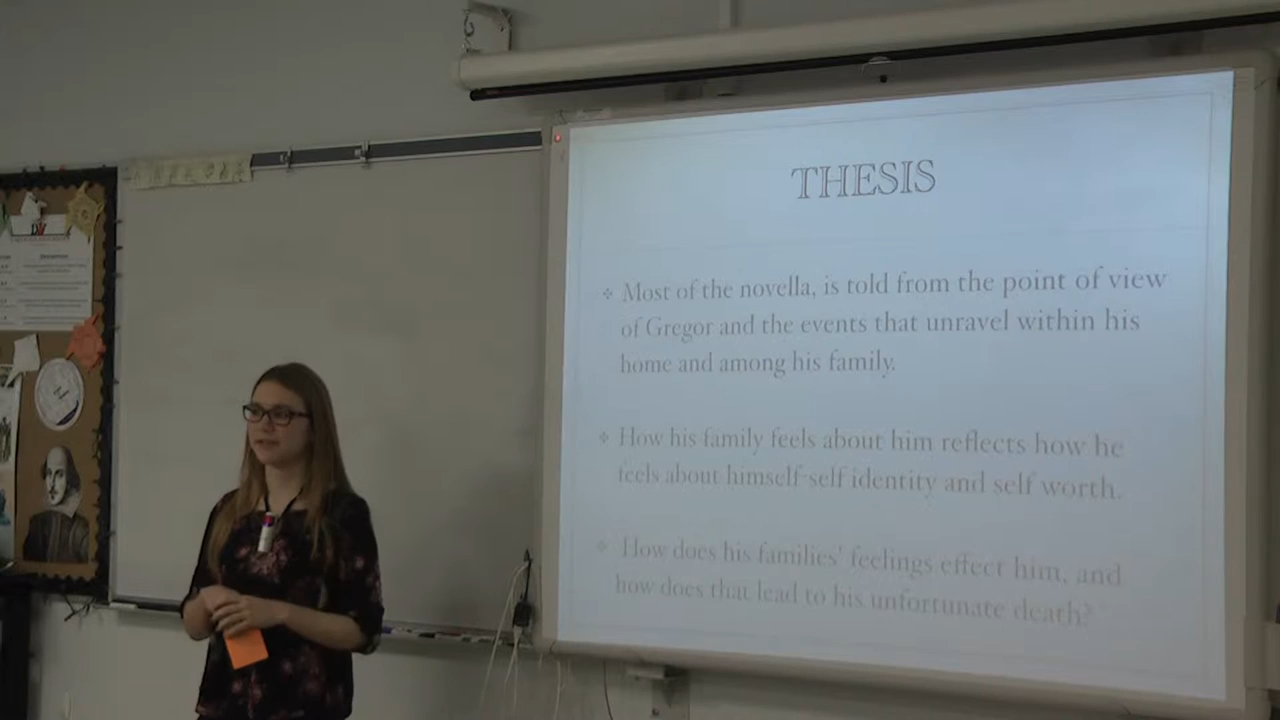 THESIS
Most of the novella, is told from the point of view
of Gregor and the events that unravel within his
home and among his family.
How his family feels about him reflects how he
feels about himself-self identity and self worth.
How does his families' feelings effect him, and
how does that lead to his unfortunate death?